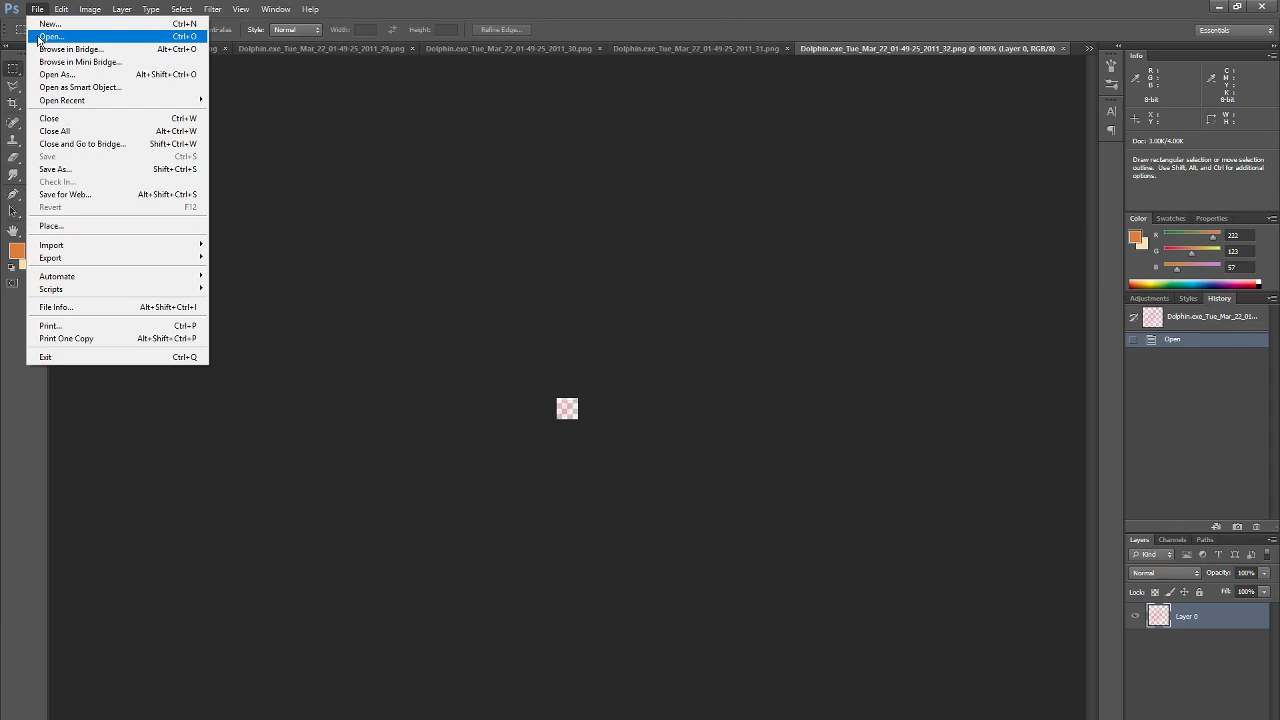 Ps File Edit Image Layer Type Select Filter View Window Help
Style: Normal Width: Height: Refine Edge... Essentials
Dolphin.exe_Tue_Mar_22_01-49-25_2011_29.png × Dolphin.exe_Tue_Mar_22_01-49-25_2011_30.png × Dolphin.exe_Tue_Mar_22_01-49-25_2011_31.png × Dolphin.exe_Tue_Mar_22_01-49-25_2011_32.png @ 100% (Layer 0, RGB/8) ×
New... Ctrl+N
Open... Ctrl+O
Browse in Bridge... Alt+Ctrl+O
Browse in Mini Bridge...
Open As... Alt+Shift+Ctrl+O
Open as Smart Object...
Open Recent
Close Ctrl+W
Close All Alt+Ctrl+W
Close and Go to Bridge... Shift+Ctrl+W
Save Ctrl+S
Save As... Shift+Ctrl+S
Check In...
Save for Web... Alt+Shift+Ctrl+S
Revert F12
Place...
Import
Export
Automate
Scripts
File Info... Alt+Shift+Ctrl+I
Print... Ctrl+P
Print One Copy Alt+Shift+Ctrl+P
Exit Ctrl+Q
Info
R : C :
G : M :
B : Y :
K :
8-bit 8-bit
X : W :
Y : H :
Doc: 3.00K/4.00K
Draw rectangular selection or move selection
outline. Use Shift, Alt, and Ctrl for additional
options.
Color Swatches Properties
R 222
G 123
B 57
Adjustments Styles History
Dolphin.exe_Tue_Mar_22_01...
Open
Layers Channels Paths
Kind
Normal Opacity: 100%
Lock: Fill: 100%
Layer 0